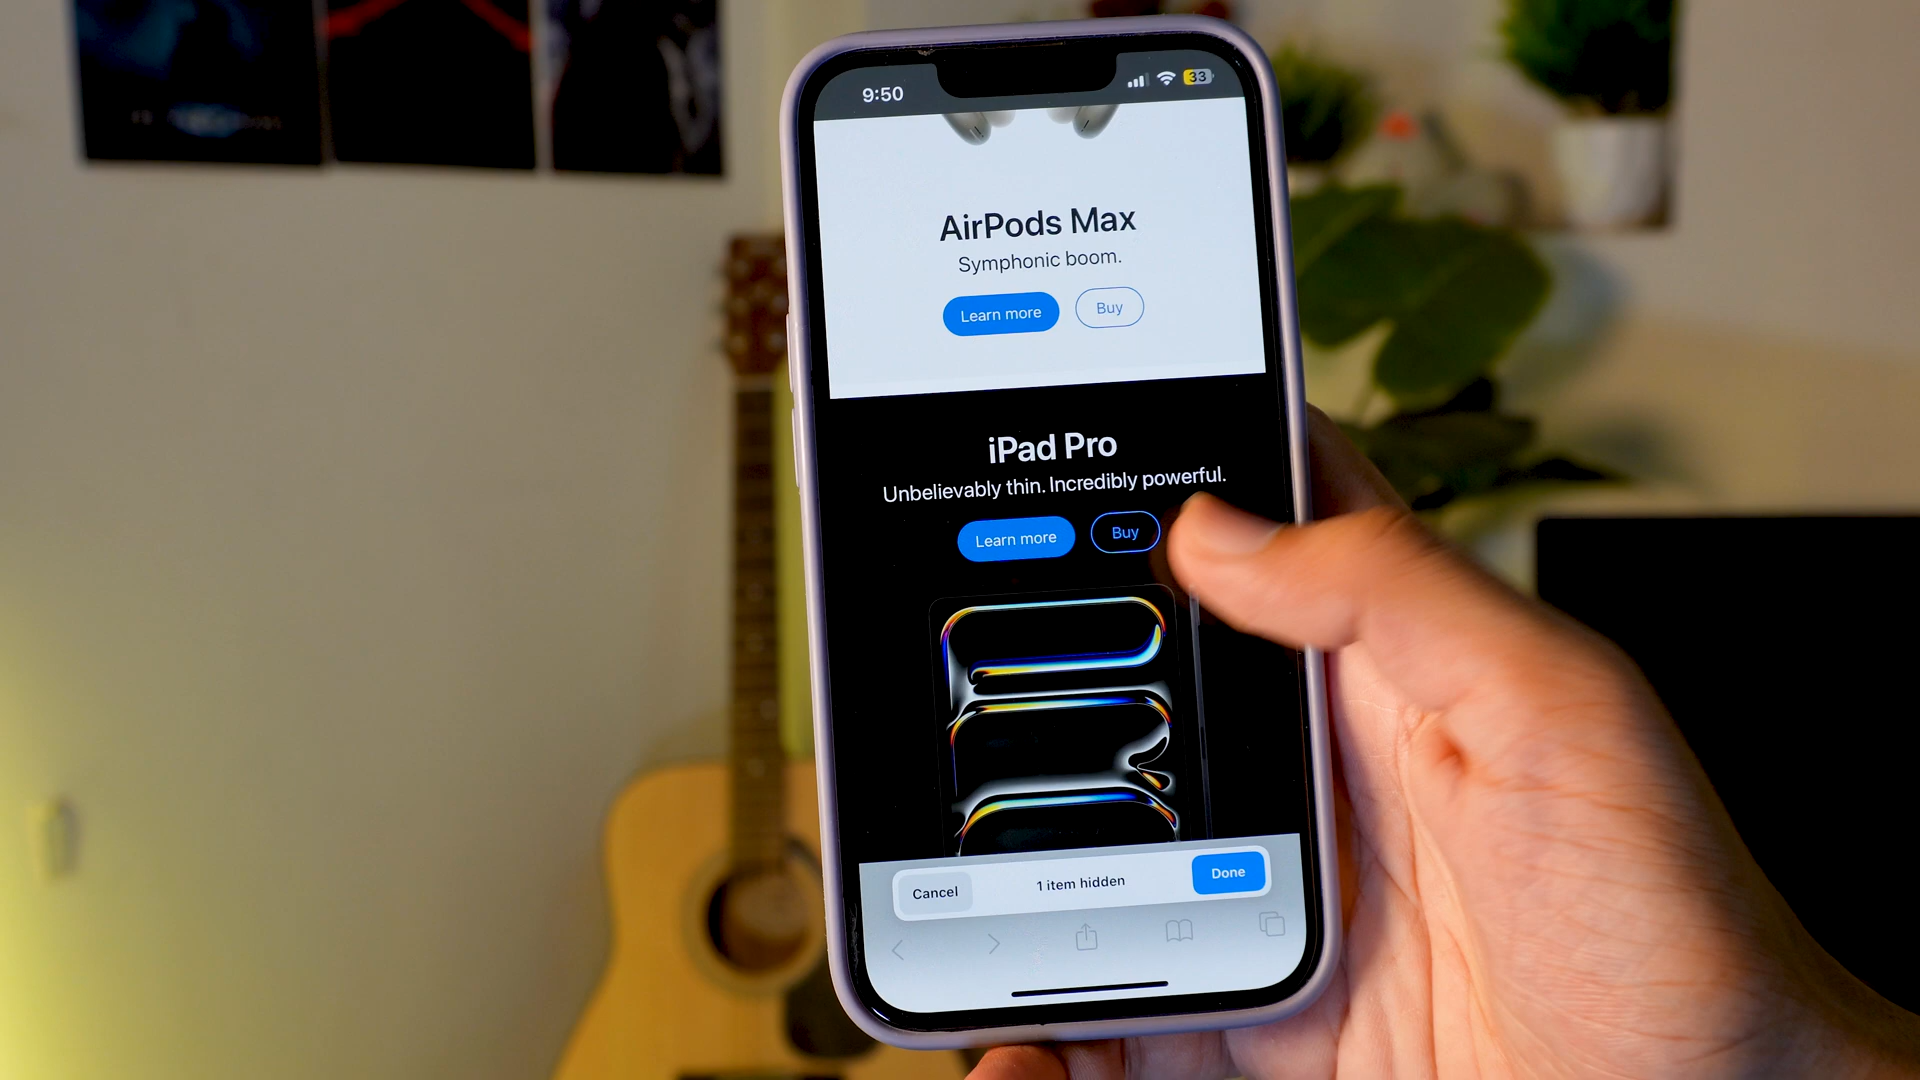 9:50
33
AirPods Max
Symphonic boom.
Learn more
Buy
iPad Pro
Unbelievably thin. Incredibly powerful.
Learn more
Buy
Cancel
1 item hidden
Done